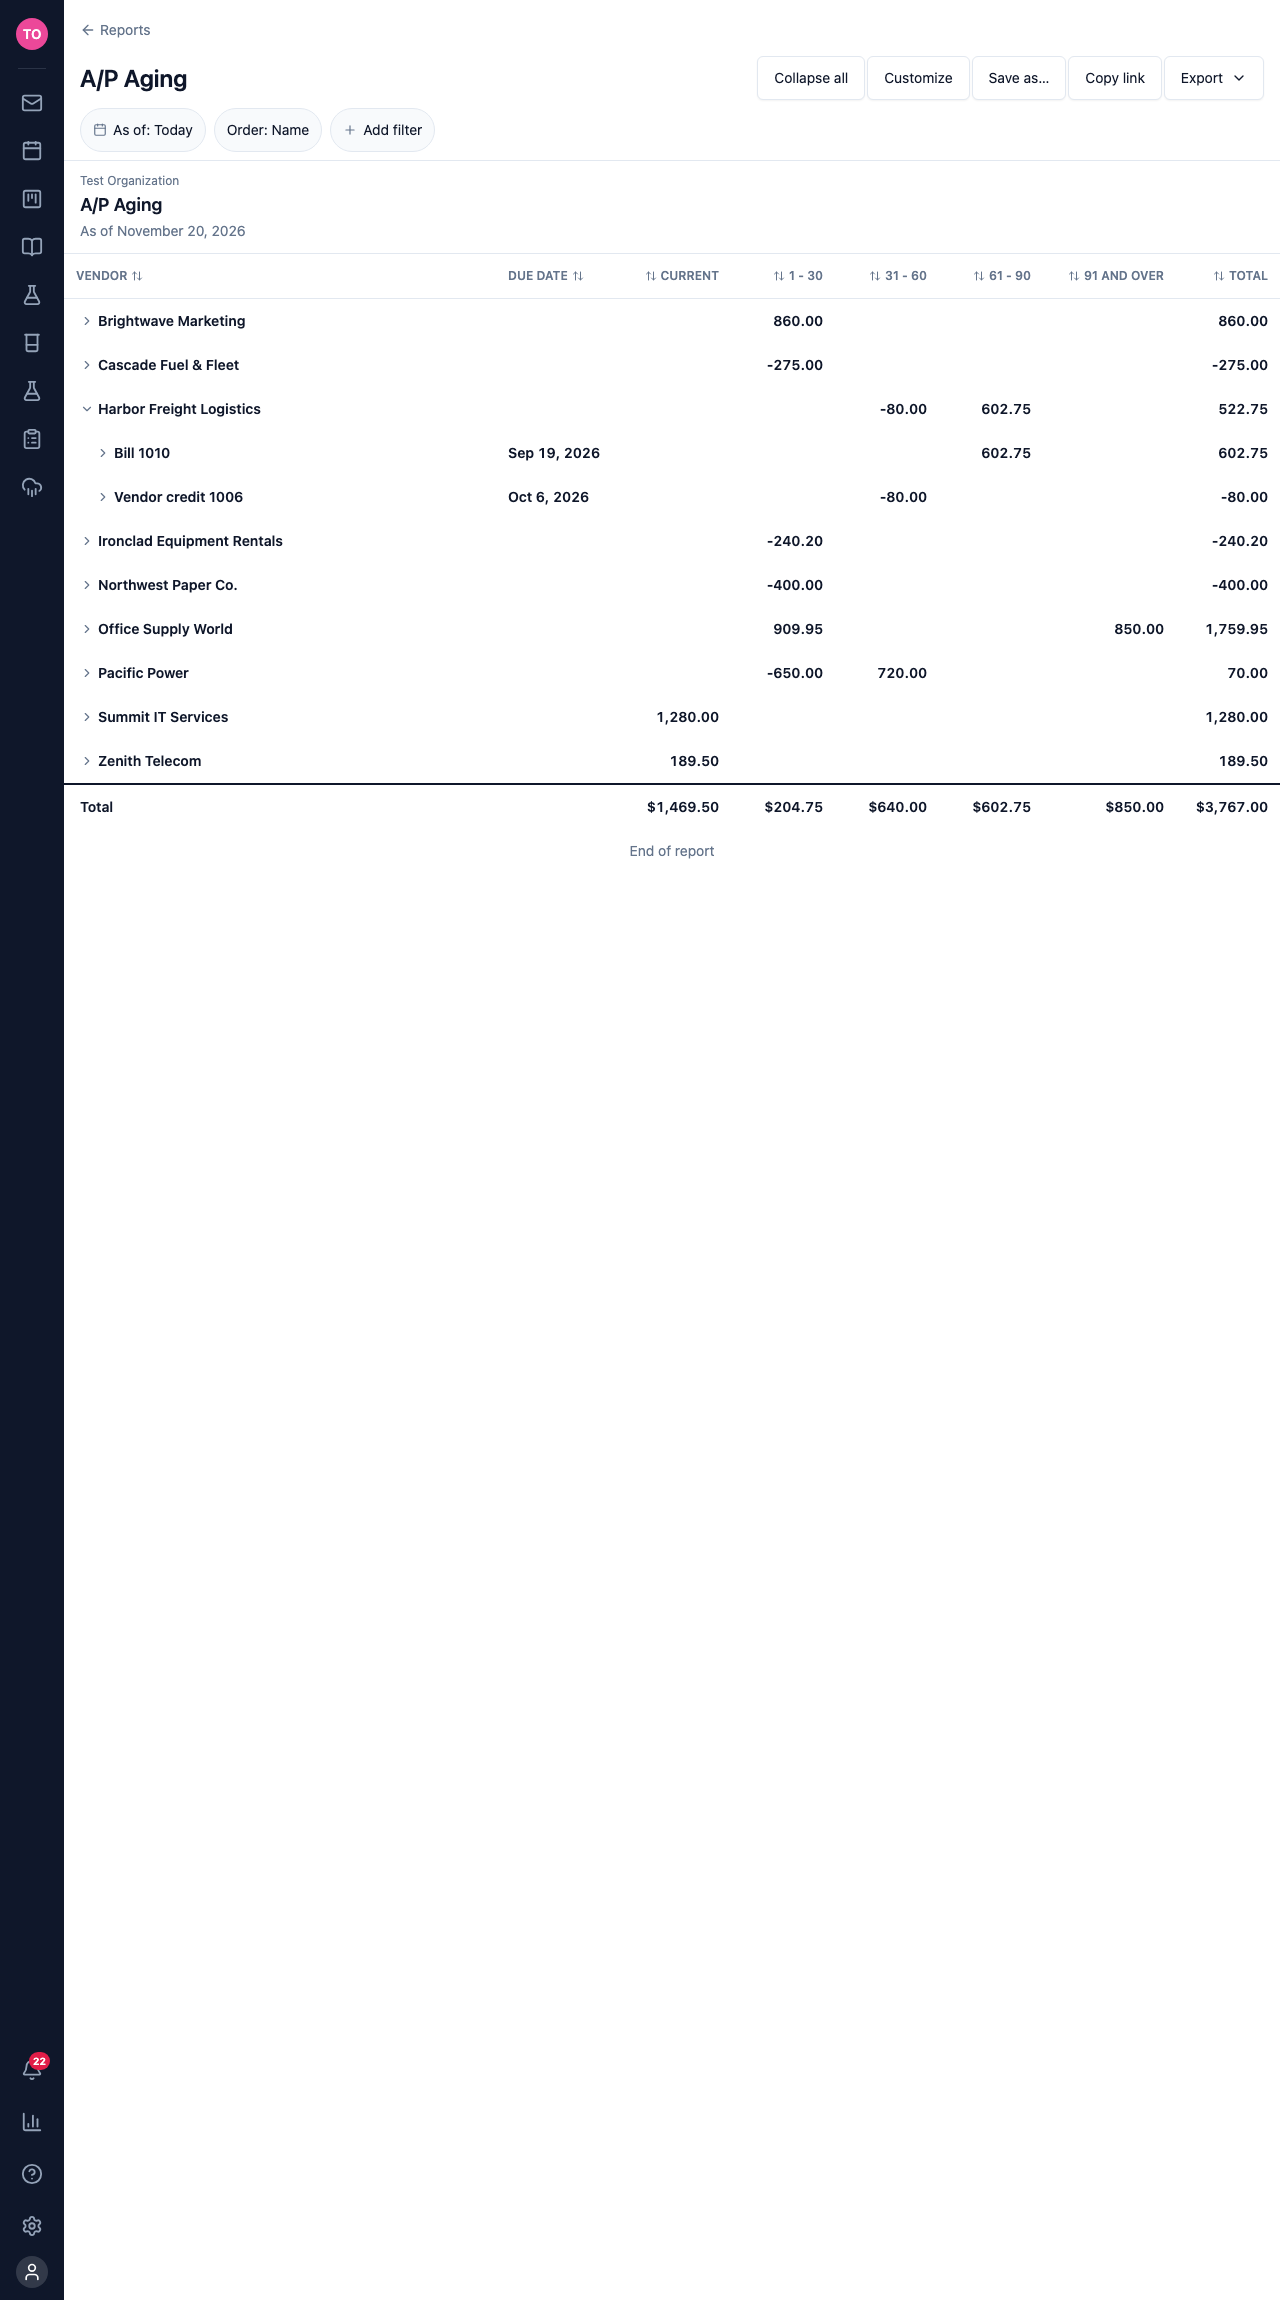 TO
Reports
A/P Aging
Collapse all
Customize
Save as...
Copy link
Export
As of: Today
Order: Name
Add filter
Test Organization
A/P Aging
As of November 20, 2026
VENDOR DUE DATE CURRENT 1 - 30 31 - 60 61 - 90 91 AND OVER TOTAL
Brightwave Marketing 860.00 860.00
Cascade Fuel & Fleet -275.00 -275.00
Harbor Freight Logistics -80.00 602.75 522.75
Bill 1010 Sep 19, 2026 602.75 602.75
Vendor credit 1006 Oct 6, 2026 -80.00 -80.00
Ironclad Equipment Rentals -240.20 -240.20
Northwest Paper Co. -400.00 -400.00
Office Supply World 909.95 850.00 1,759.95
Pacific Power -650.00 720.00 70.00
Summit IT Services 1,280.00 1,280.00
Zenith Telecom 189.50 189.50
Total $1,469.50 $204.75 $640.00 $602.75 $850.00 $3,767.00
End of report
22